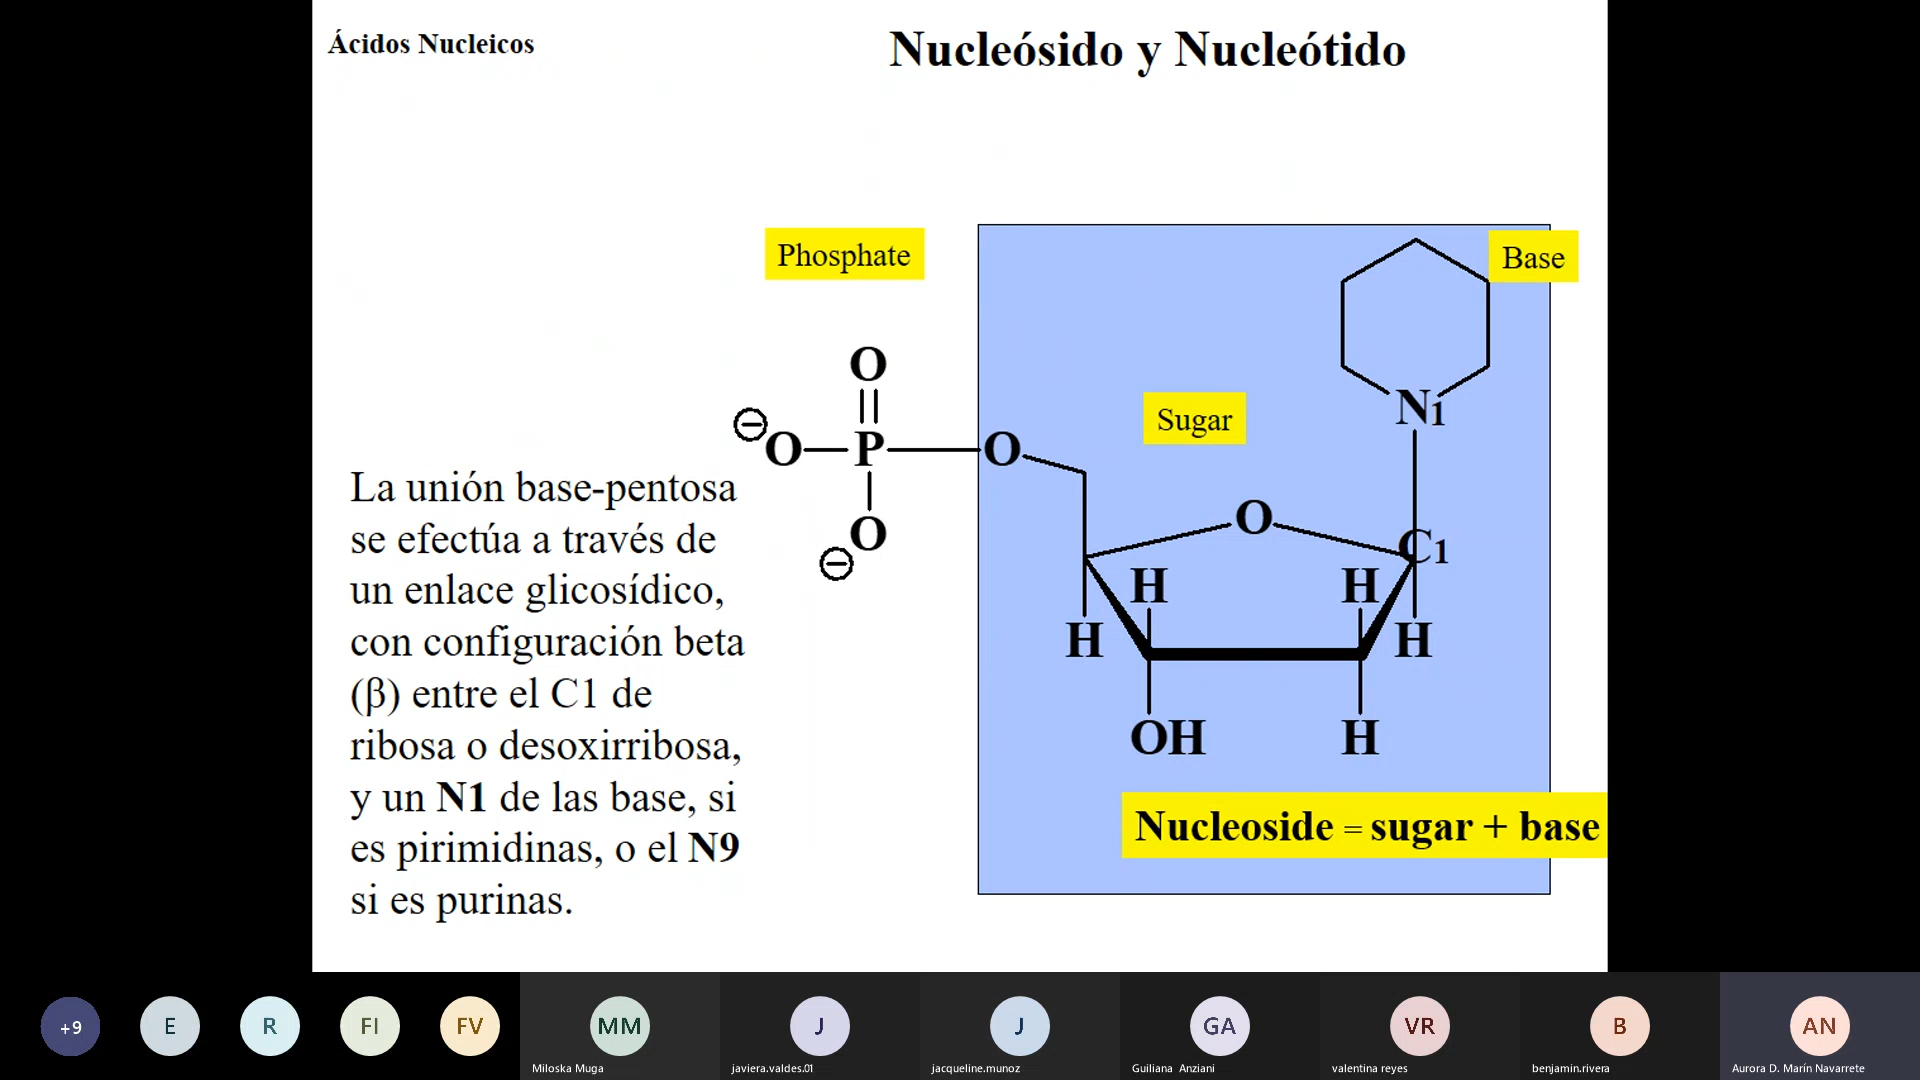 Ácidos Nucleicos
Nucleósido y Nucleótido
Phosphate
Base
O
N1
Sugar
O P O
O
O
C1
H H
H H
OH H
La unión base-pentosa
se efectúa a través de
un enlace glicosídico,
con configuración beta
(β) entre el C1 de
ribosa o desoxirribosa,
y un N1 de las base, si
es pirimidinas, o el N9
si es purinas.
Nucleoside = sugar + base
+9
E
R
FI
FV
MM
J
J
GA
VR
B
AN
Miloska Muga
javiera.valdes.01
jacqueline.munoz
Guiliana Anziani
valentina reyes
benjamin.rivera
Aurora D. Marín Navarrete